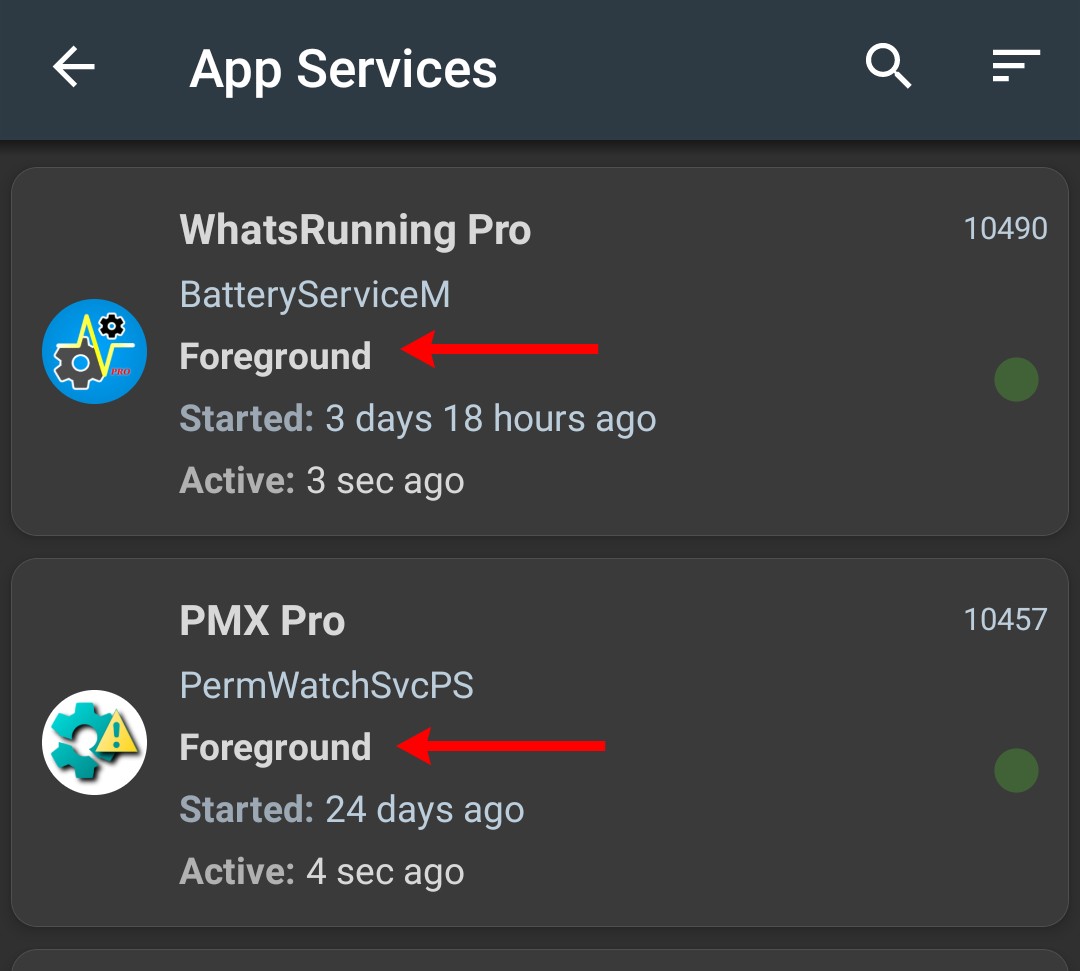 App Services
WhatsRunning Pro
10490
BatteryServiceM
Foreground
Started: 3 days 18 hours ago
Active: 3 sec ago
PRO
PMX Pro
10457
PermWatchSvcPS
Foreground
Started: 24 days ago
Active: 4 sec ago